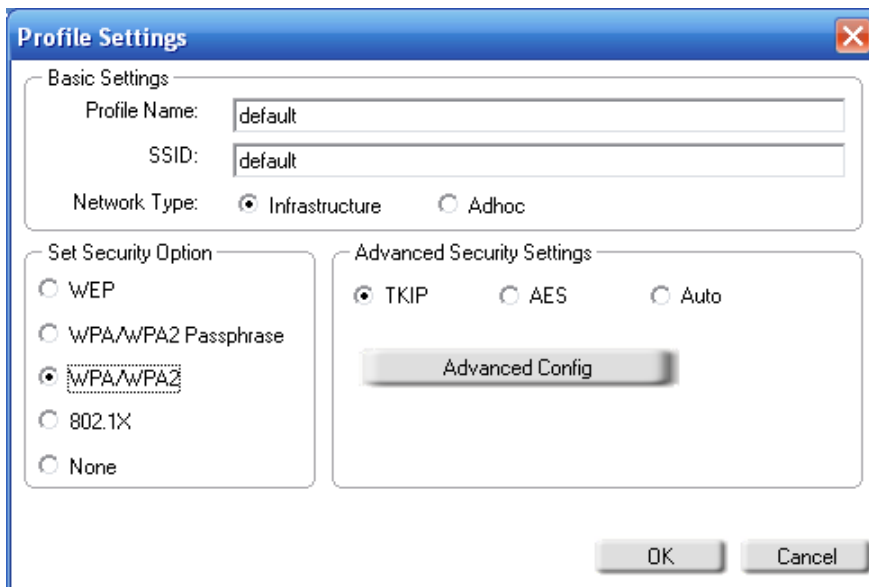 Profile Settings
Basic Settings
Profile Name: default
SSID: default
Network Type: Infrastructure Adhoc
Set Security Option
WEP
WPA/WPA2 Passphrase
WPA/WPA2
802.1X
None
Advanced Security Settings
TKIP AES Auto
Advanced Config
OK Cancel